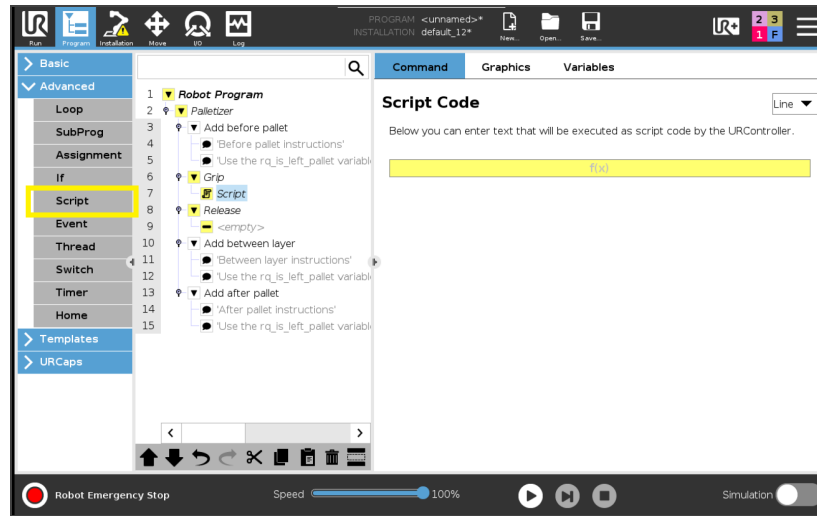 UR
Run
Program
Installation
Move
I/O
Log
PROGRAM <unnamed>*
INSTALLATION default_12*
New...
Open...
Save...
UR+
2 3
1 F
Basic
Advanced
Loop
SubProg
Assignment
If
Script
Event
Thread
Switch
Timer
Home
Templates
URCaps
1 Robot Program
2 Palletizer
3 Add before pallet
4 'Before pallet instructions'
5 'Use the rq_is_left_pallet variabl
6 Grip
7 Script
8 Release
9 <empty>
10 Add between layer
11 'Between layer instructions'
12 'Use the rq_is_left_pallet variabl
13 Add after pallet
14 'After pallet instructions'
15 'Use the rq_is_left_pallet variabl
Command Graphics Variables
Script Code
Line
Below you can enter text that will be executed as script code by the URController.
f(x)
Robot Emergency Stop
Speed 100%
Simulation